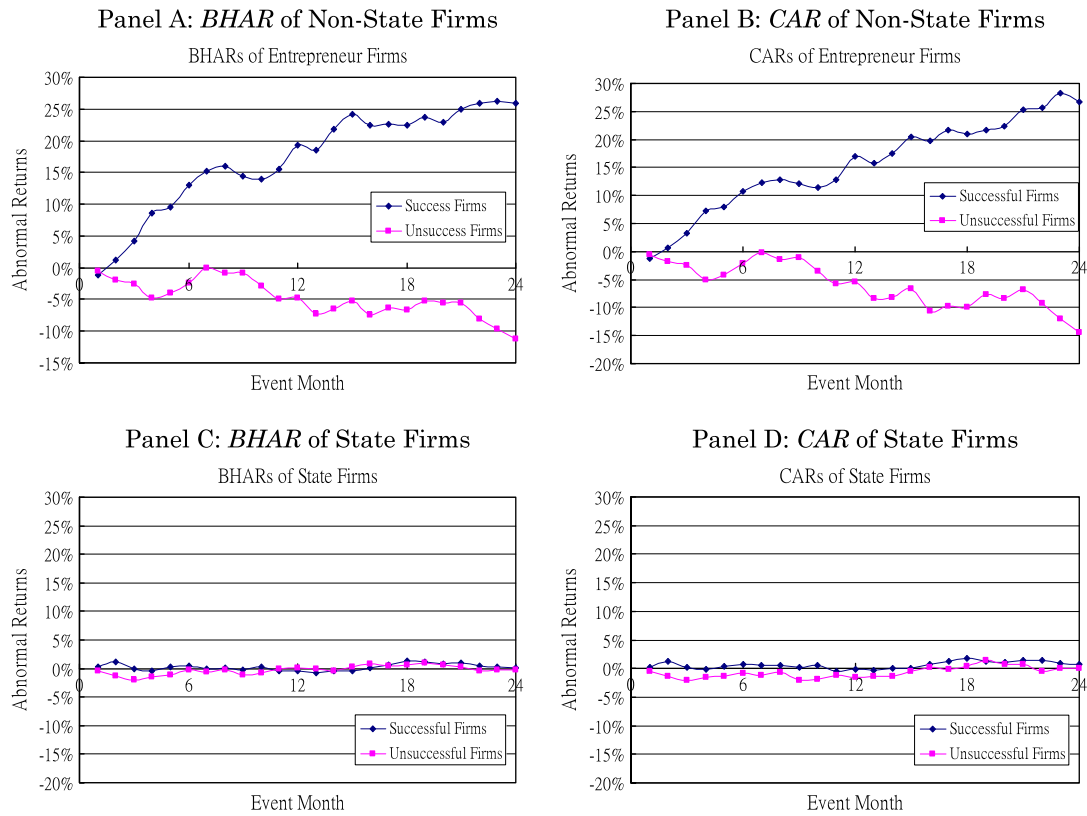 Panel A: BHAR of Non-State Firms
BHARs of Entrepreneur Firms
30%
25%
20%
15%
10%
5%
0%
-5%
-10%
-15%
0 6 12 18 24
Abnormal Returns
Event Month
Success Firms
Unsuccess Firms
Panel B: CAR of Non-State Firms
CARs of Entrepreneur Firms
30%
25%
20%
15%
10%
5%
0%
-5%
-10%
-15%
-20%
0 6 12 18 24
Abnormal Returns
Event Month
Successful Firms
Unsuccessful Firms
Panel C: BHAR of State Firms
BHARs of State Firms
30%
25%
20%
15%
10%
5%
0%
-5%
-10%
-15%
-20%
0 6 12 18 24
Abnormal Returns
Event Month
Successful Firms
Unsuccessful Firms
Panel D: CAR of State Firms
CARs of State Firms
30%
25%
20%
15%
10%
5%
0%
-5%
-10%
-15%
-20%
0 6 12 18 24
Abnormal Returns
Event Month
Successful Firms
Unsuccessful Firms